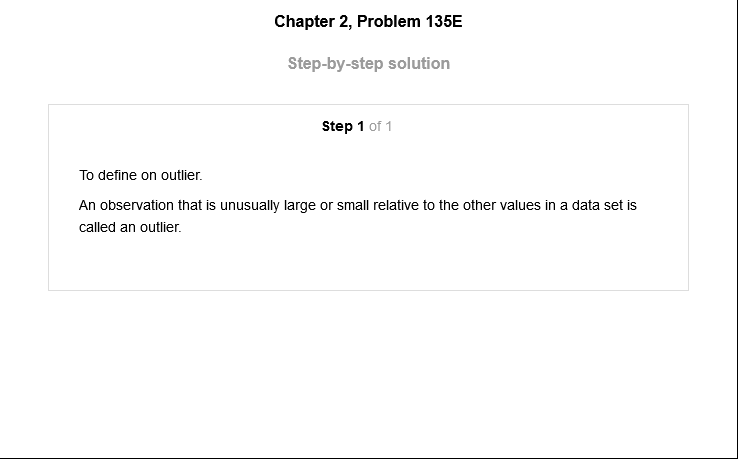 Chapter 2, Problem 135E
Step-by-step solution
Step 1 of 1
To define on outlier.
An observation that is unusually large or small relative to the other values in a data set is
called an outlier.